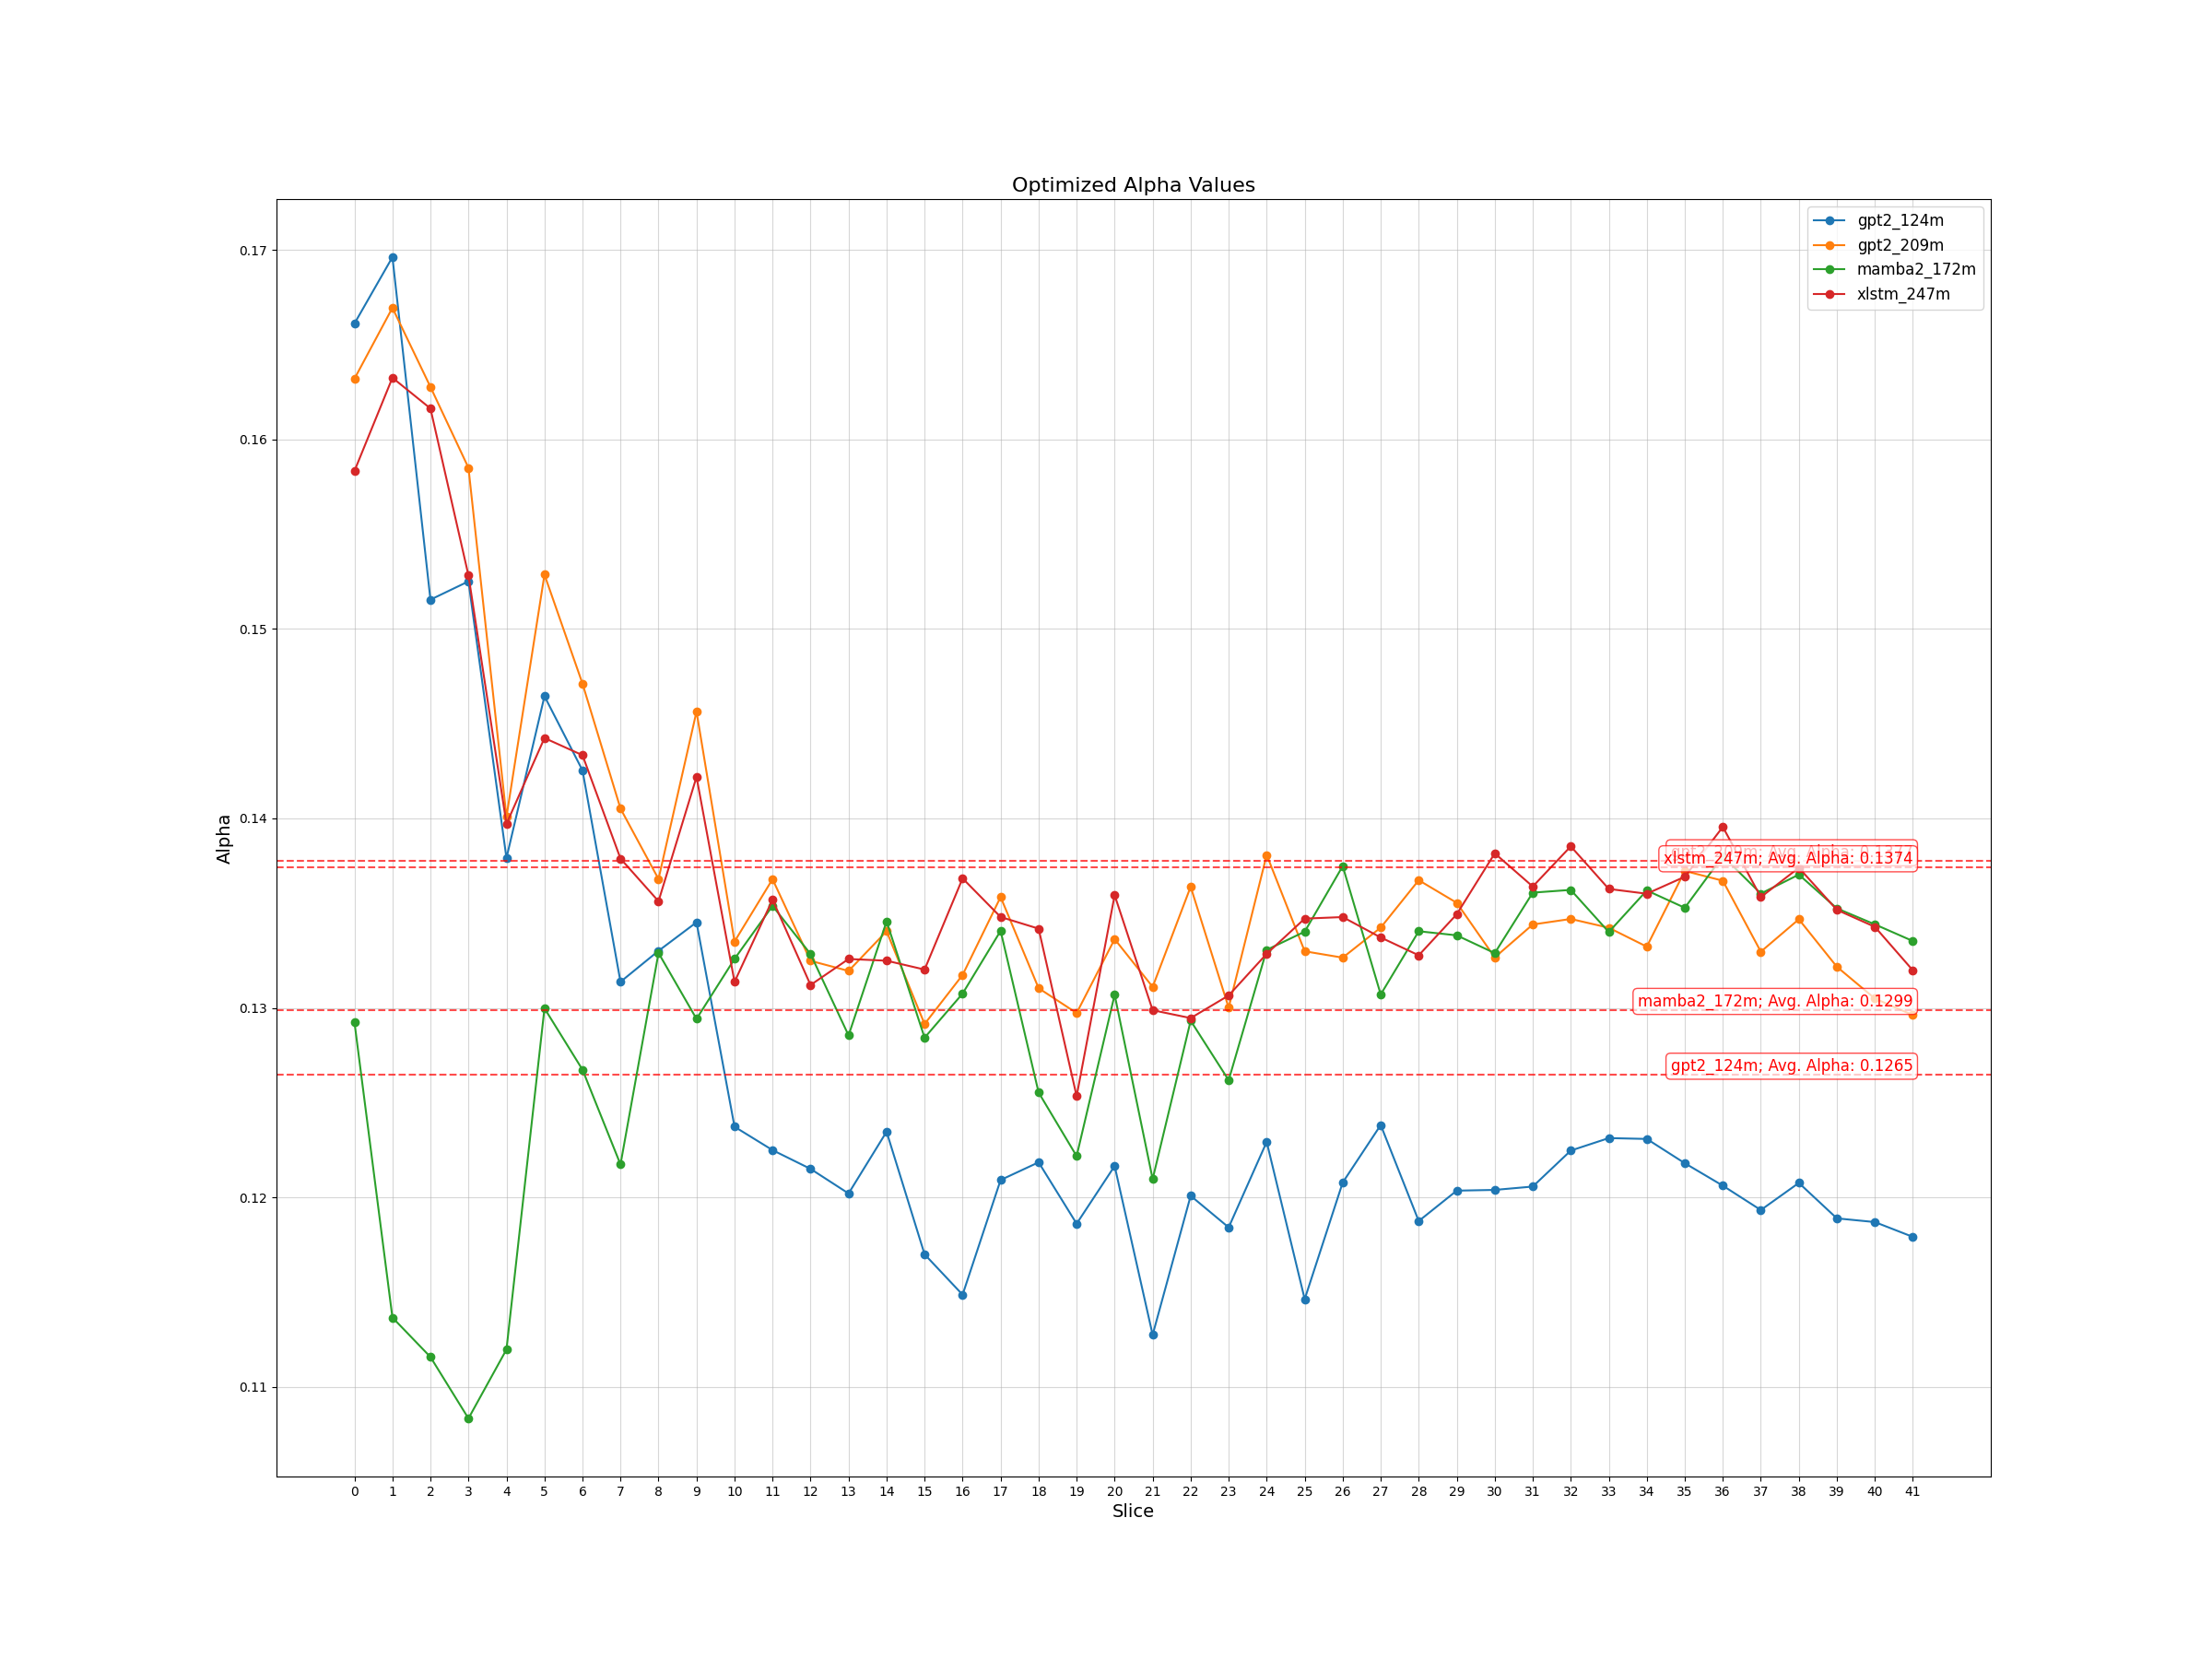 Optimized Alpha Values
gpt2_124m
gpt2_209m
mamba2_172m
xlstm_247m
0.17
0.16
0.15
0.14
0.13
0.12
0.11
Alpha
xlstm_247m; Avg. Alpha: 0.1374
mamba2_172m; Avg. Alpha: 0.1299
gpt2_124m; Avg. Alpha: 0.1265
0 1 2 3 4 5 6 7 8 9 10 11 12 13 14 15 16 17 18 19 20 21 22 23 24 25 26 27 28 29 30 31 32 33 34 35 36 37 38 39 40 41
Slice